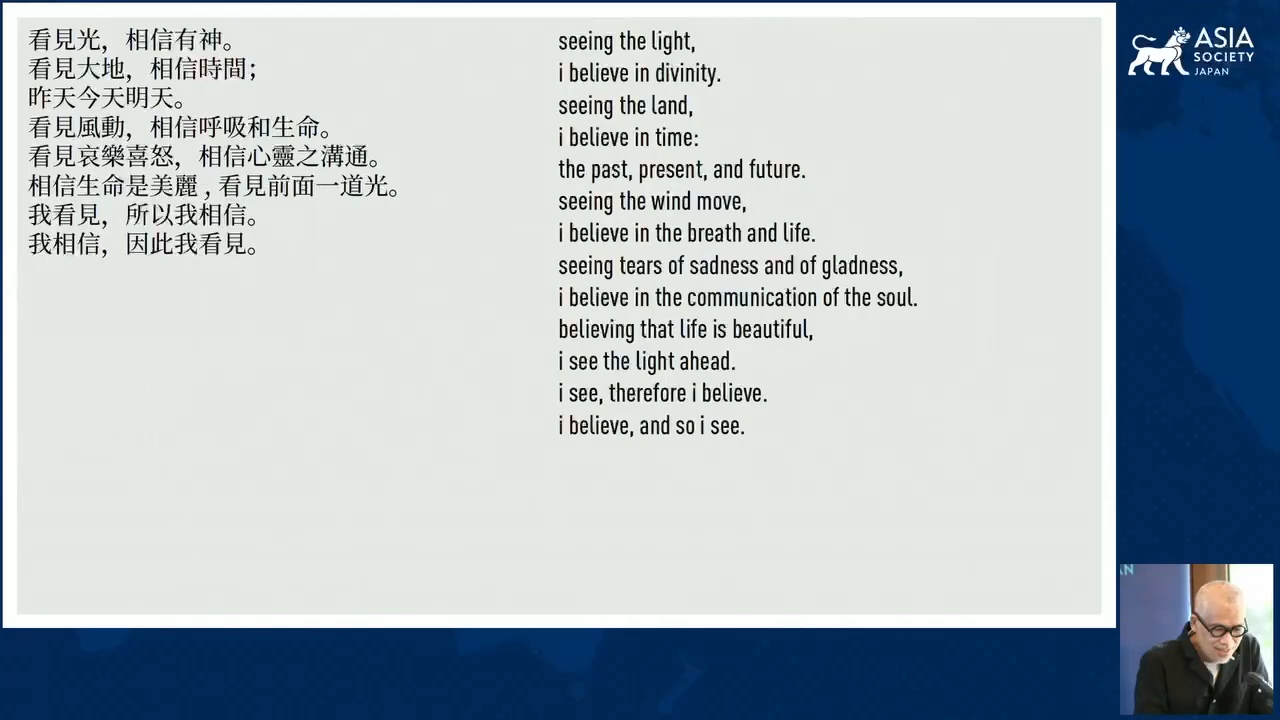 看見光，相信有神。
看見大地，相信時間；
昨天今天明天。
看見風動，相信呼吸和生命。
看見哀樂喜怒，相信心靈之溝通。
相信生命是美麗 , 看見前面一道光。
我看見，所以我相信。
我相信，因此我看見。
seeing the light,
i believe in divinity.
seeing the land,
i believe in time:
the past, present, and future.
seeing the wind move,
i believe in the breath and life.
seeing tears of sadness and of gladness,
i believe in the communication of the soul.
believing that life is beautiful,
i see the light ahead.
i see, therefore i believe.
i believe, and so i see.
ASIA
SOCIETY
JAPAN
AN